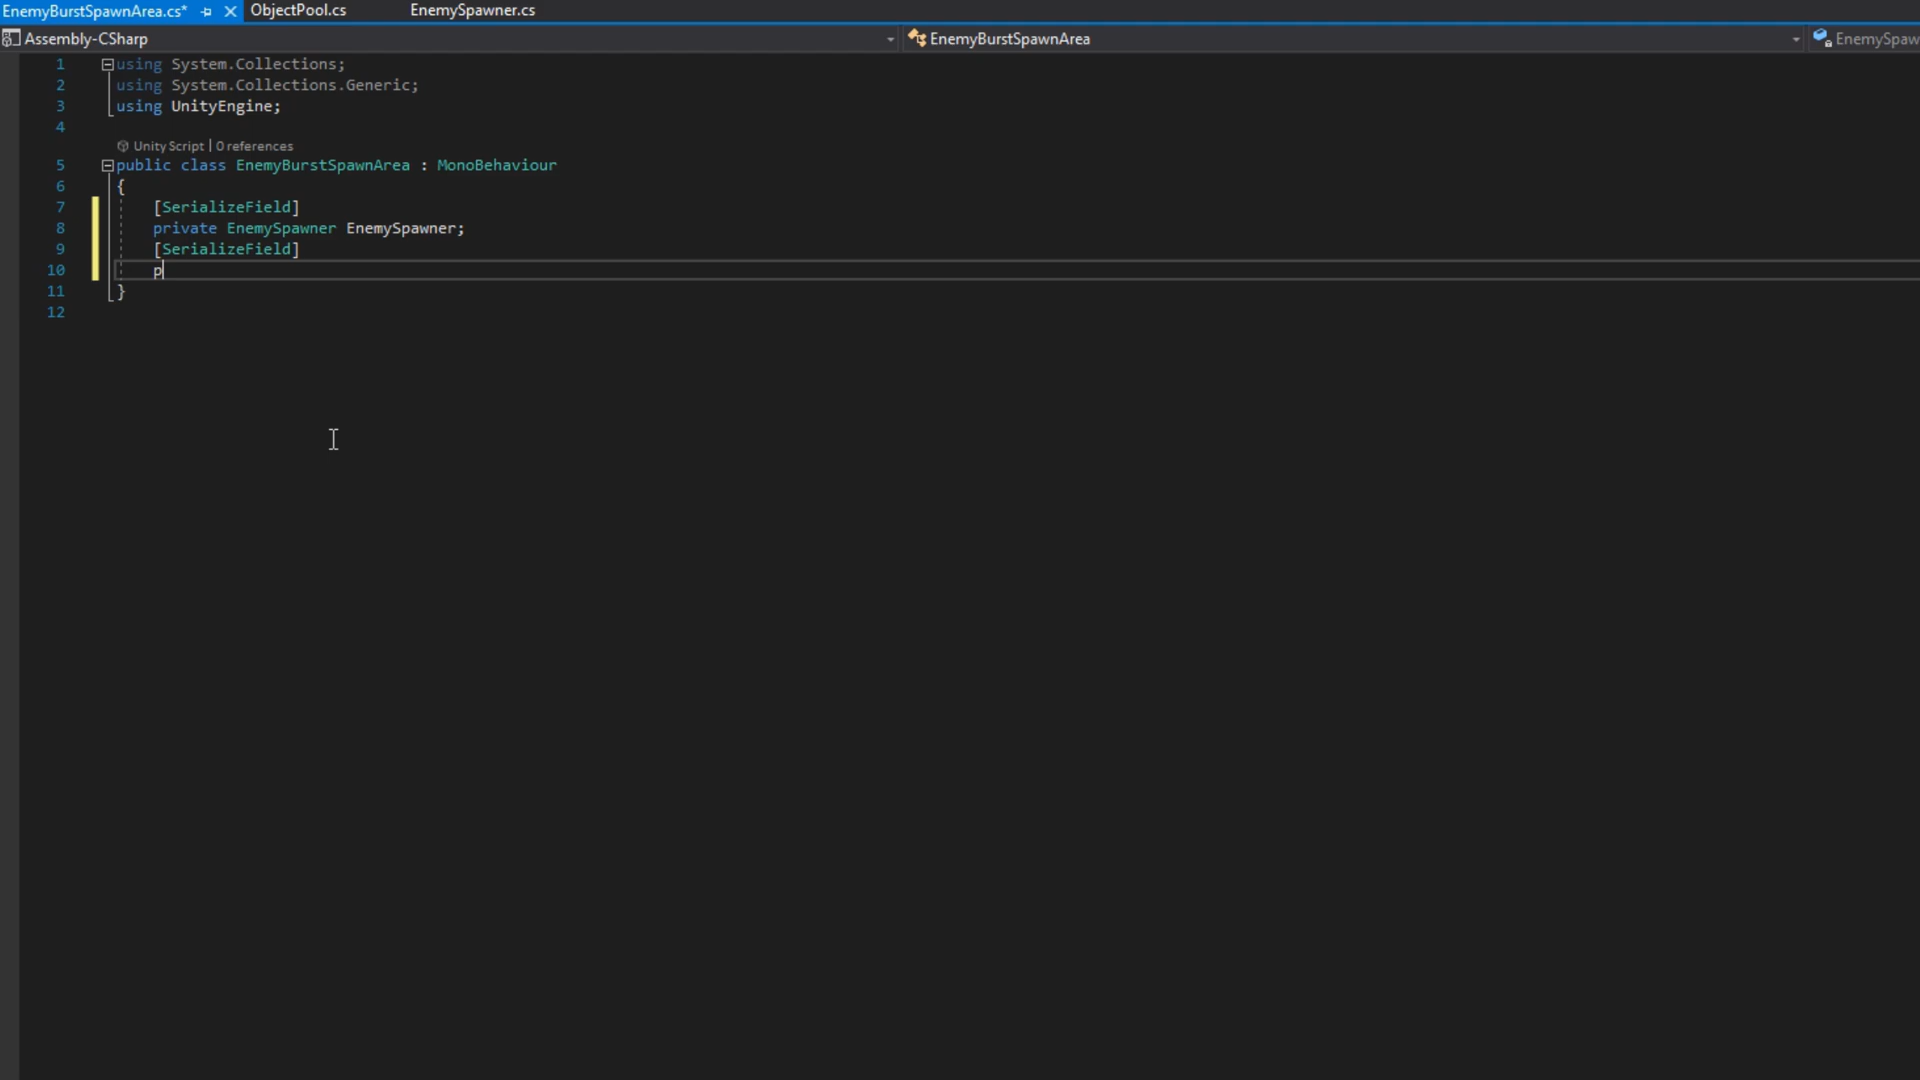 EnemyBurstSpawnArea.cs* ObjectPool.cs EnemySpawner.cs
Assembly-CSharp EnemyBurstSpawnArea EnemySpaw
1 using System.Collections;
2 using System.Collections.Generic;
3 using UnityEngine;
4
Unity Script | 0 references
5 public class EnemyBurstSpawnArea : MonoBehaviour
6 {
7 [SerializeField]
8 private EnemySpawner EnemySpawner;
9 [SerializeField]
10 p
11 }
12